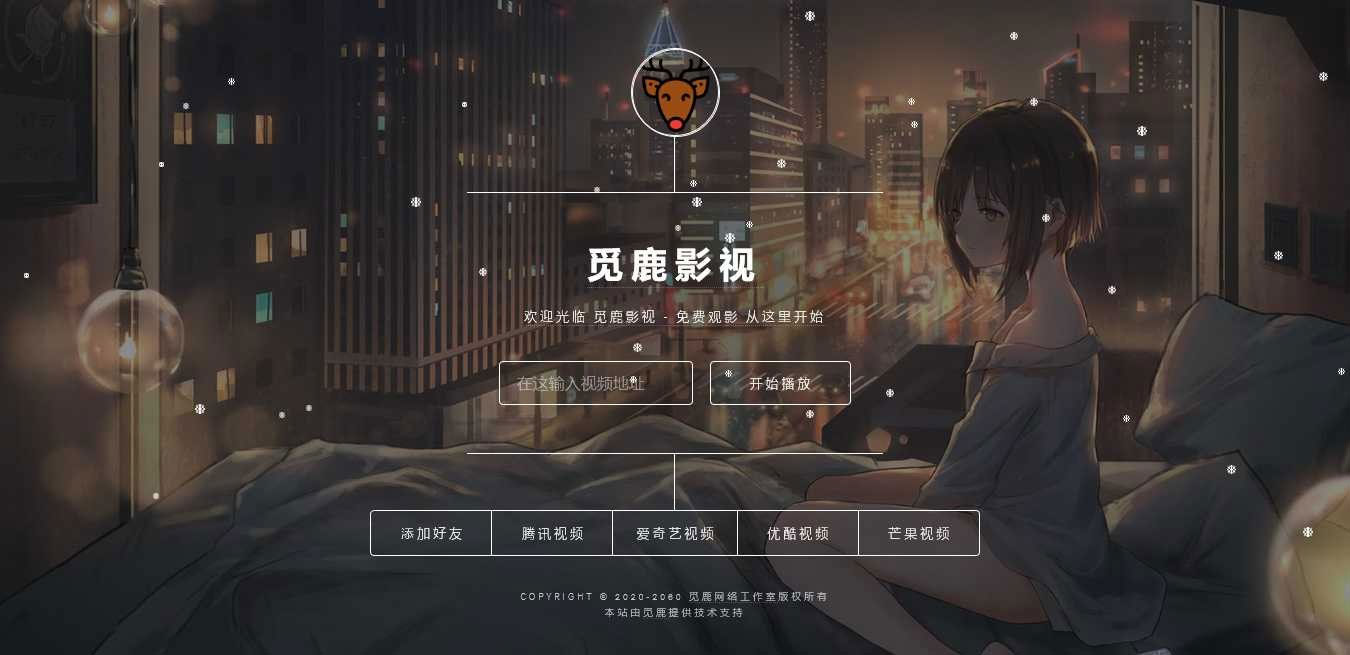 觅鹿影视
欢迎光临 觅鹿影视 - 免费观影 从这里开始
在这输入视频地址
开始播放
添加好友
腾讯视频
爱奇艺视频
优酷视频
芒果视频
COPYRIGHT © 2020-2060 觅鹿网络工作室版权所有
本站由觅鹿提供技术支持